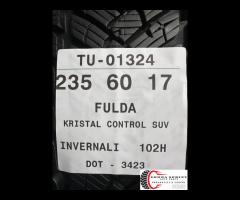 TU-01324
235 60 17
FULDA
KRISTAL CONTROL SUV
INVERNALI 102H
DOT - 3423